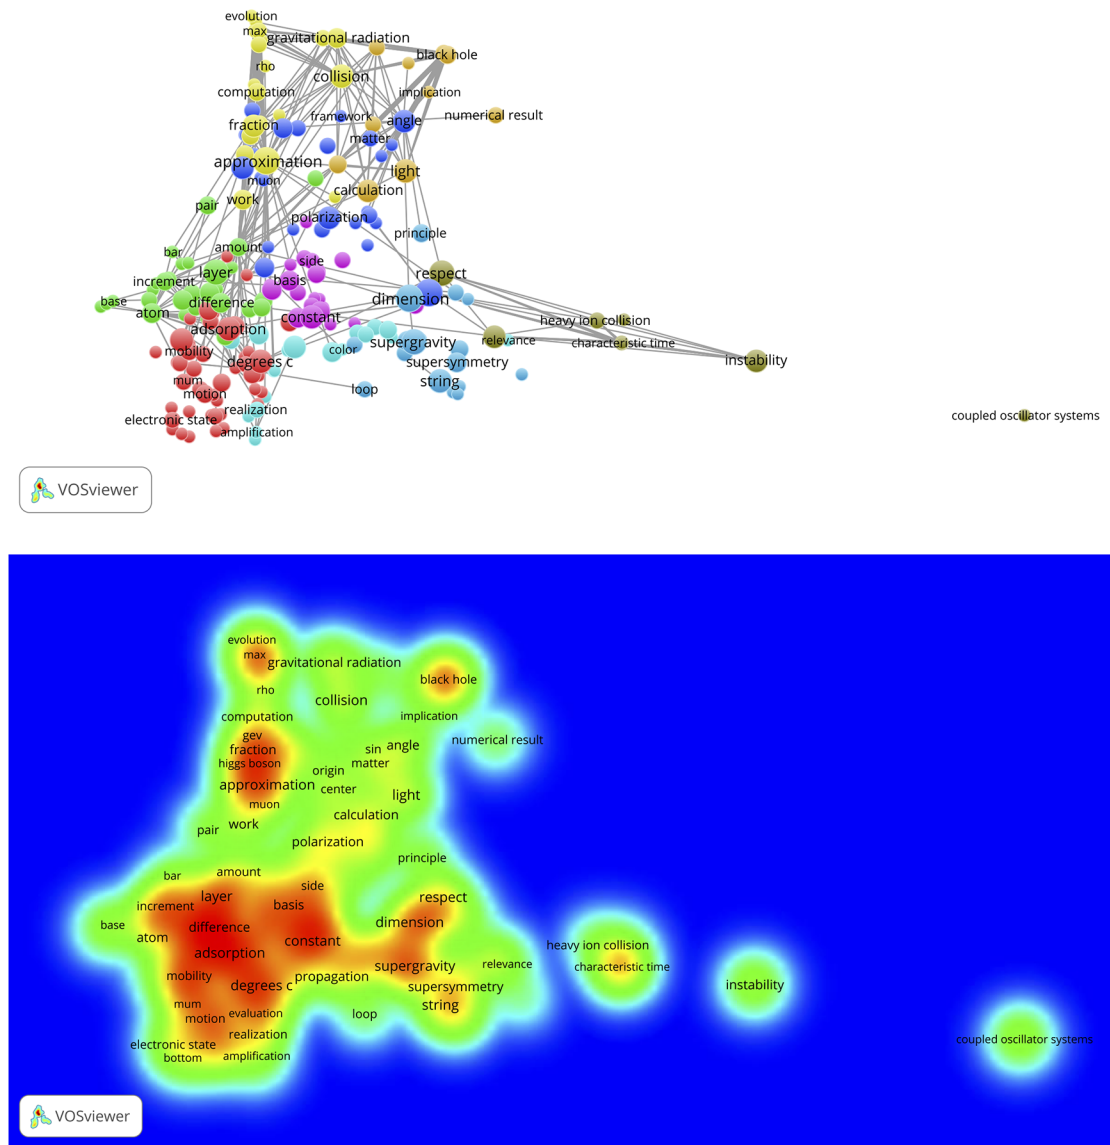 evolution
max
gravitational radiation
black hole
rho
collision
computation
implication
numerical result
framework
angle
fraction
matter
approximation
light
muon
calculation
work
pair
polarization
principle
amount
bar
side
layer
respect
increment
basis
dimension
base
difference
atom
constant
heavy ion collision
adsorption
supergravity
relevance
characteristic time
mobility
color
degrees c
supersymmetry
instability
mum
string
motion
loop
realization
electronic state
coupled oscillator systems
amplification
VOSviewer
evolution
max
gravitational radiation
black hole
rho
collision
computation
implication
gev
numerical result
fraction
sin
angle
higgs boson
matter
origin
approximation
center
light
muon
calculation
work
pair
polarization
principle
bar
amount
side
layer
respect
increment
basis
base
dimension
difference
atom
constant
heavy ion collision
adsorption
supergravity
relevance
characteristic time
mobility
propagation
degrees c
supersymmetry
instability
mum
string
motion
evaluation
loop
realization
coupled oscillator systems
electronic state
bottom
amplification
VOSviewer